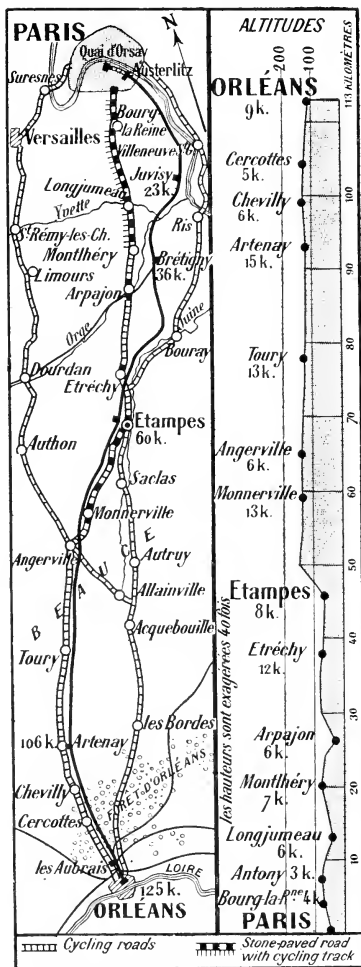 PARIS
Quai d'Orsay
Austerlitz
N
Suresnes
Bourg
la Reine
Versailles
Villeneuve
Juvisy
23k.
Longjumeau
Yvette
Ris
Rémy-les-Ch.
Montlhéry
Brétigny
36k.
Limours
Arpajon
Orge
Juine
Bouray
Dourdan
Etréchy
Etampes
60k.
Authon
Saclas
Monnerville
Angerville
Autruy
BEAUCE
Allainville
Acquebouille
Toury
106k.
Artenay
les Bordes
FORÊT D'ORLÉANS
Chevilly
Cercottes
les Aubrais
LOIRE
125k.
ORLÉANS
ALTITUDES
200
100
113 KILOMÈTRES
ORLÉANS
9k.
Cercottes
5k.
Chevilly
6k.
100
Artenay
15k.
90
80
Toury
13k.
70
Angerville
6k.
Monnerville
13k.
60
50
Etampes
8k.
40
Etréchy
12k.
les hauteurs sont exagérées 40 fois
30
Arpajon
6k.
Montlhéry
7k.
20
Longjumeau
6k.
10
Antony 3k.
Bourg-la-Rne 4k.
PARIS
Cycling roads
Stone-paved road
with cycling track